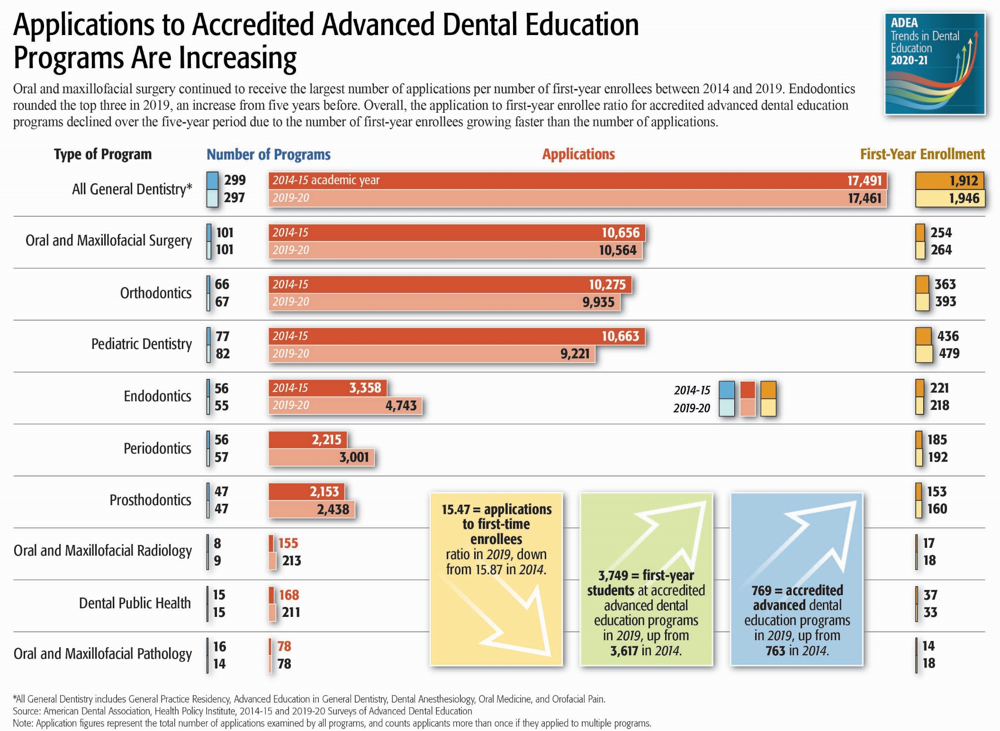 Applications to Accredited Advanced Dental Education
Programs Are Increasing
ADEA
Trends in Dental
Education
2020-21
Oral and maxillofacial surgery continued to receive the largest number of applications per number of first-year enrollees between 2014 and 2019. Endodontics
rounded the top three in 2019, an increase from five years before. Overall, the application to first-year enrollee ratio for accredited advanced dental education
programs declined over the five-year period due to the number of first-year enrollees growing faster than the number of applications.
Type of Program Number of Programs Applications First-Year Enrollment
All General Dentistry*
299 2014-15 academic year 17,491 1,912
297 2019-20 17,461 1,946
Oral and Maxillofacial Surgery
101 2014-15 10,656 254
101 2019-20 10,564 264
Orthodontics
66 2014-15 10,275 363
67 2019-20 9,935 393
Pediatric Dentistry
77 2014-15 10,663 436
82 2019-20 9,221 479
Endodontics
56 2014-15 3,358 221
55 2019-20 4,743 218
2014-15
2019-20
Periodontics
56 2,215 185
57 3,001 192
Prosthodontics
47 2,153 153
47 2,438 160
Oral and Maxillofacial Radiology
8 155 17
9 213 18
Dental Public Health
15 168 37
15 211 33
Oral and Maxillofacial Pathology
16 78 14
14 78 18
15.47 = applications
to first-time
enrollees
ratio in 2019, down
from 15.87 in 2014.
3,749 = first-year
students at accredited
advanced dental
education programs
in 2019, up from
3,617 in 2014.
769 = accredited
advanced dental
education programs
in 2019, up from
763 in 2014.
*All General Dentistry includes General Practice Residency, Advanced Education in General Dentistry, Dental Anesthesiology, Oral Medicine, and Orofacial Pain.
Source: American Dental Association, Health Policy Institute, 2014-15 and 2019-20 Surveys of Advanced Dental Education
Note: Application figures represent the total number of applications examined by all programs, and counts applicants more than once if they applied to multiple programs.